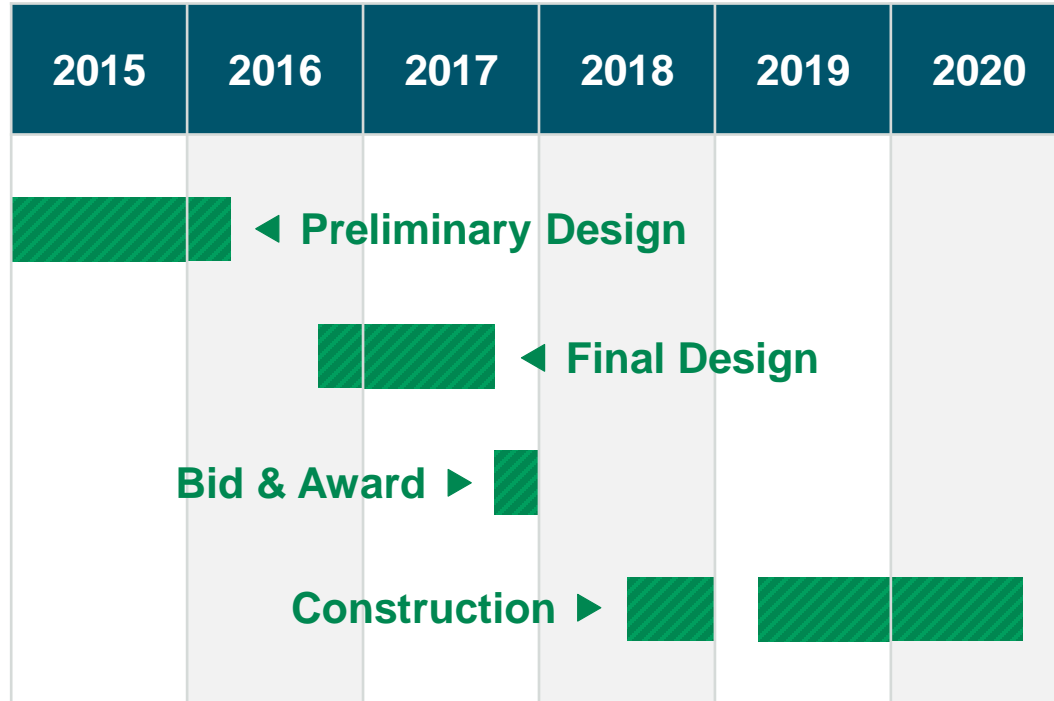 2015 2016 2017 2018 2019 2020
Preliminary Design
Final Design
Bid & Award
Construction